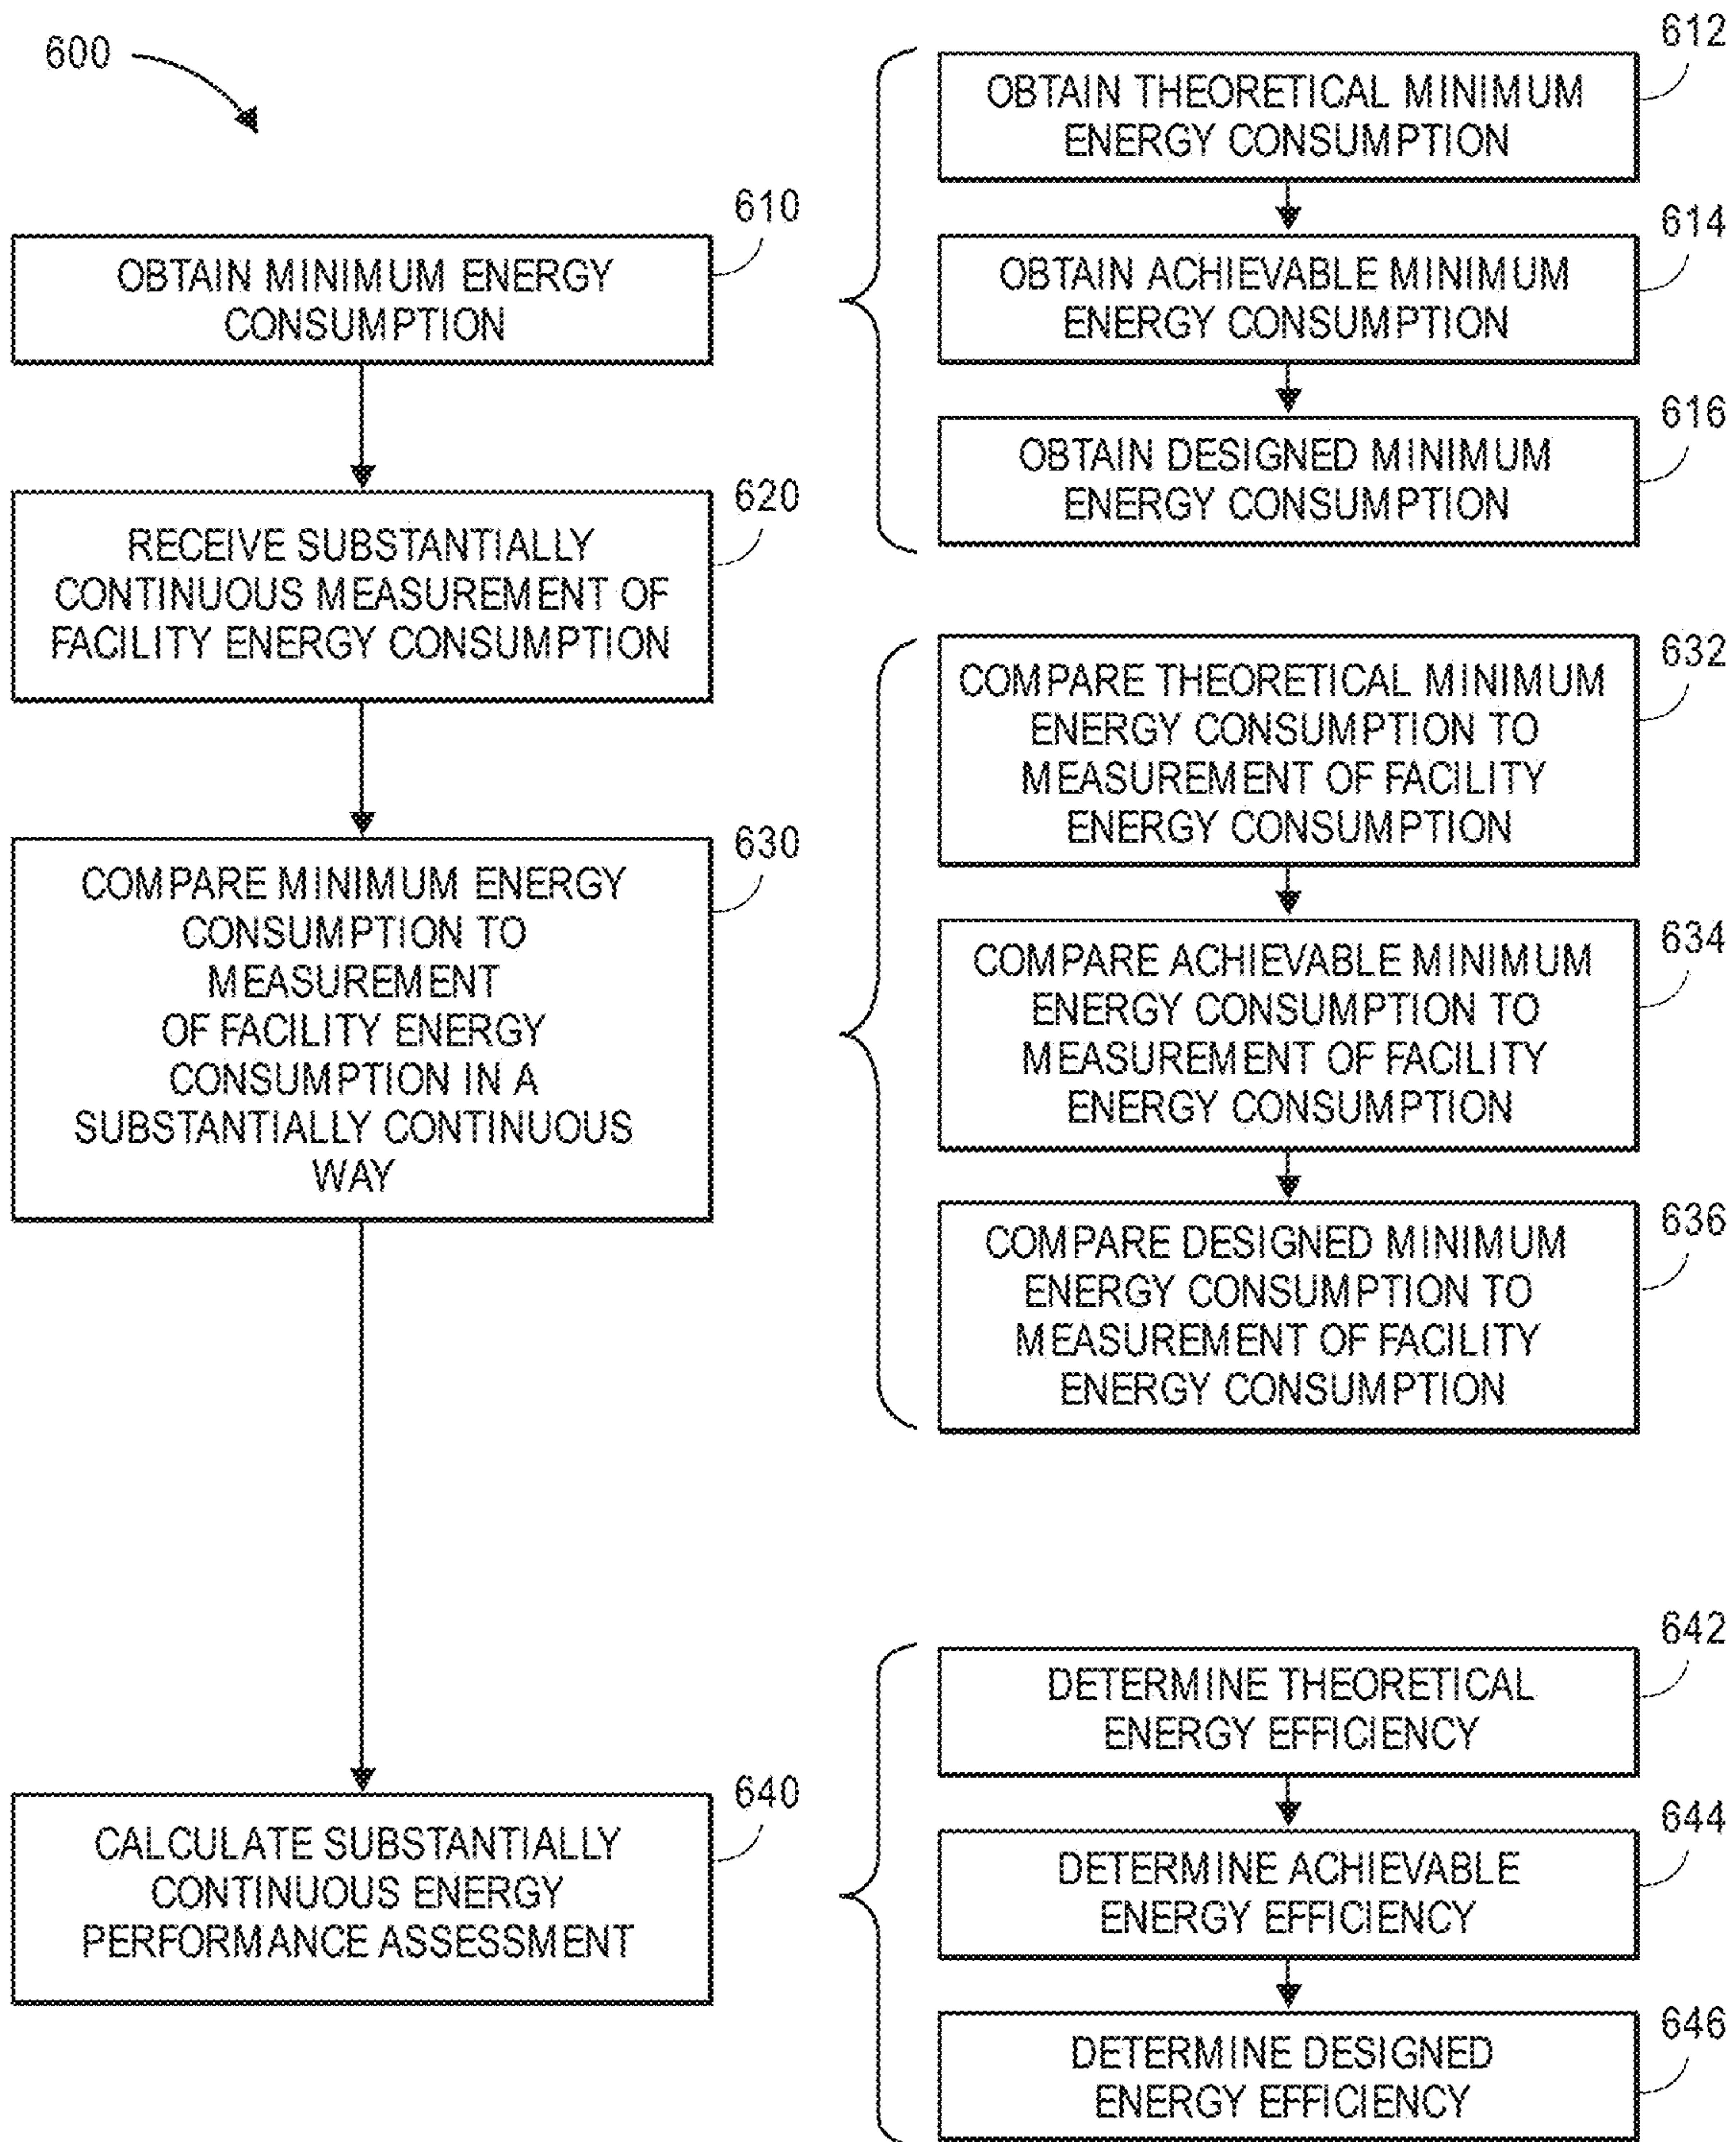 600
610
OBTAIN MINIMUM ENERGY
CONSUMPTION
620
RECEIVE SUBSTANTIALLY
CONTINUOUS MEASUREMENT OF
FACILITY ENERGY CONSUMPTION
630
COMPARE MINIMUM ENERGY
CONSUMPTION TO
MEASUREMENT
OF FACILITY ENERGY
CONSUMPTION IN A
SUBSTANTIALLY CONTINUOUS
WAY
640
CALCULATE SUBSTANTIALLY
CONTINUOUS ENERGY
PERFORMANCE ASSESSMENT
612
OBTAIN THEORETICAL MINIMUM
ENERGY CONSUMPTION
614
OBTAIN ACHIEVABLE MINIMUM
ENERGY CONSUMPTION
616
OBTAIN DESIGNED MINIMUM
ENERGY CONSUMPTION
632
COMPARE THEORETICAL MINIMUM
ENERGY CONSUMPTION TO
MEASUREMENT OF FACILITY
ENERGY CONSUMPTION
634
COMPARE ACHIEVABLE MINIMUM
ENERGY CONSUMPTION TO
MEASUREMENT OF FACILITY
ENERGY CONSUMPTION
636
COMPARE DESIGNED MINIMUM
ENERGY CONSUMPTION TO
MEASUREMENT OF FACILITY
ENERGY CONSUMPTION
642
DETERMINE THEORETICAL
ENERGY EFFICIENCY
644
DETERMINE ACHIEVABLE
ENERGY EFFICIENCY
646
DETERMINE DESIGNED
ENERGY EFFICIENCY